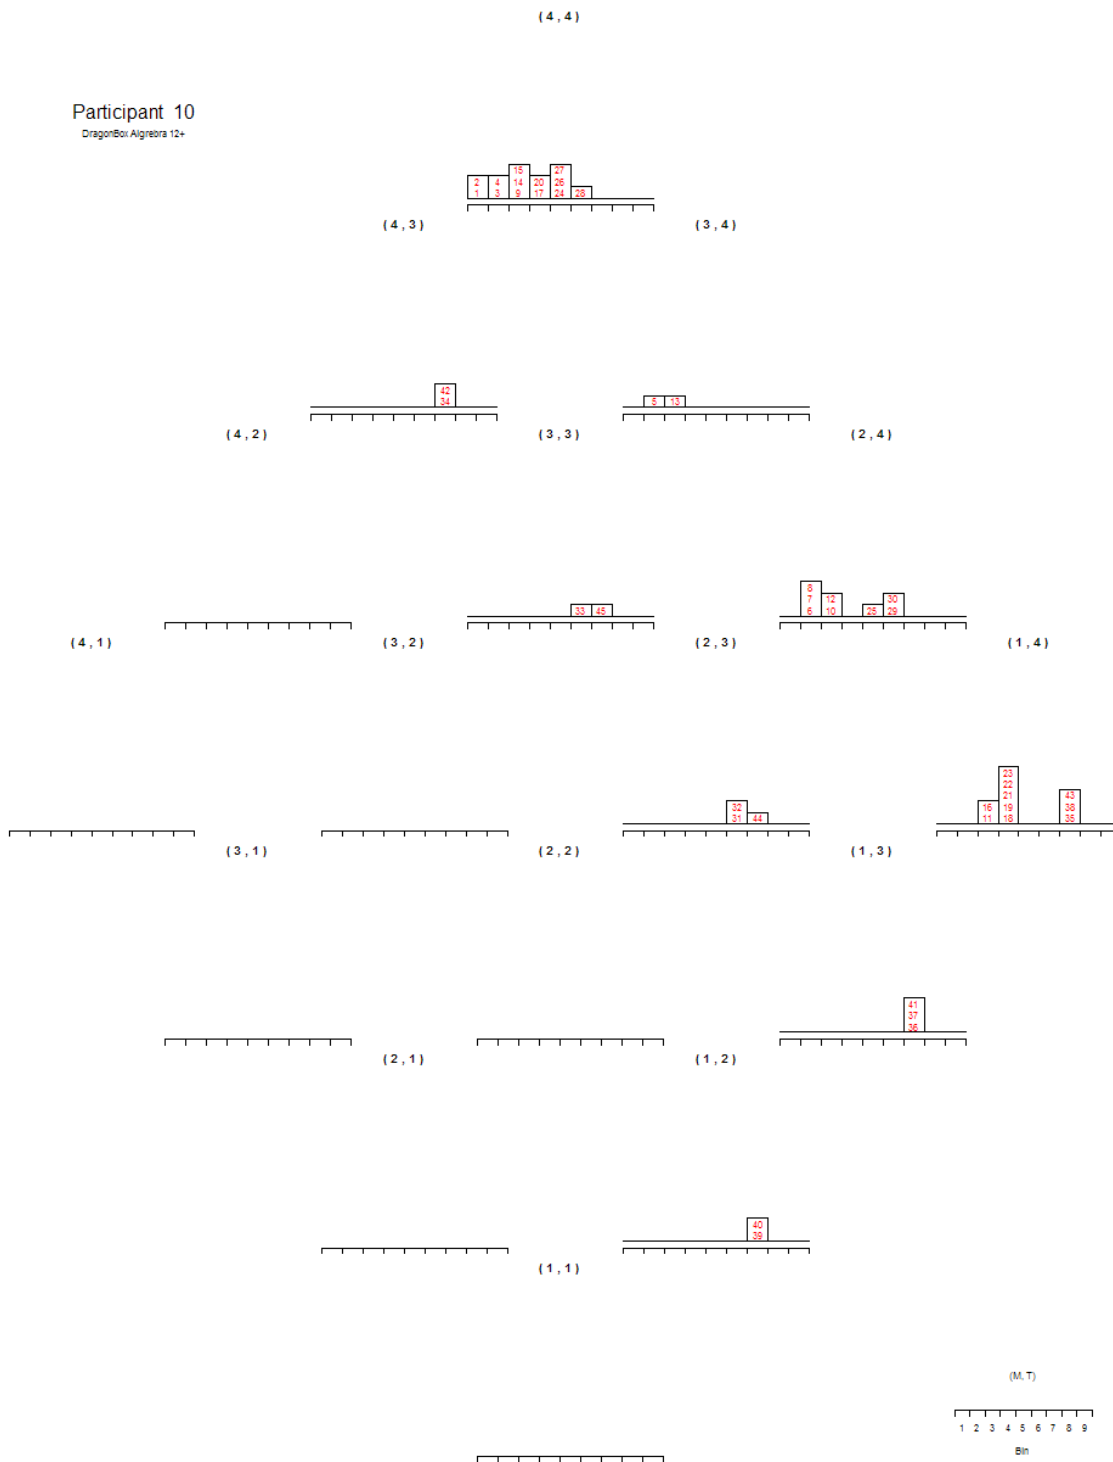 ( 4 , 4 )
Participant 10
DragonBox Algrebra 12+
15 27
2 4 14 20 26
1 3 9 17 24 28
( 4 , 3 ) ( 3 , 4 )
42
34 5 13
( 4 , 2 ) ( 3 , 3 ) ( 2 , 4 )
8
7 12 30
33 45 6 10 25 29
( 4 , 1 ) ( 3 , 2 ) ( 2 , 3 ) ( 1 , 4 )
23
22
21 43
32 16 19 38
31 44 11 18 35
( 3 , 1 ) ( 2 , 2 ) ( 1 , 3 )
41
37
36
( 2 , 1 ) ( 1 , 2 )
40
39
( 1 , 1 )
(M, T)
1 2 3 4 5 6 7 8 9
Bin